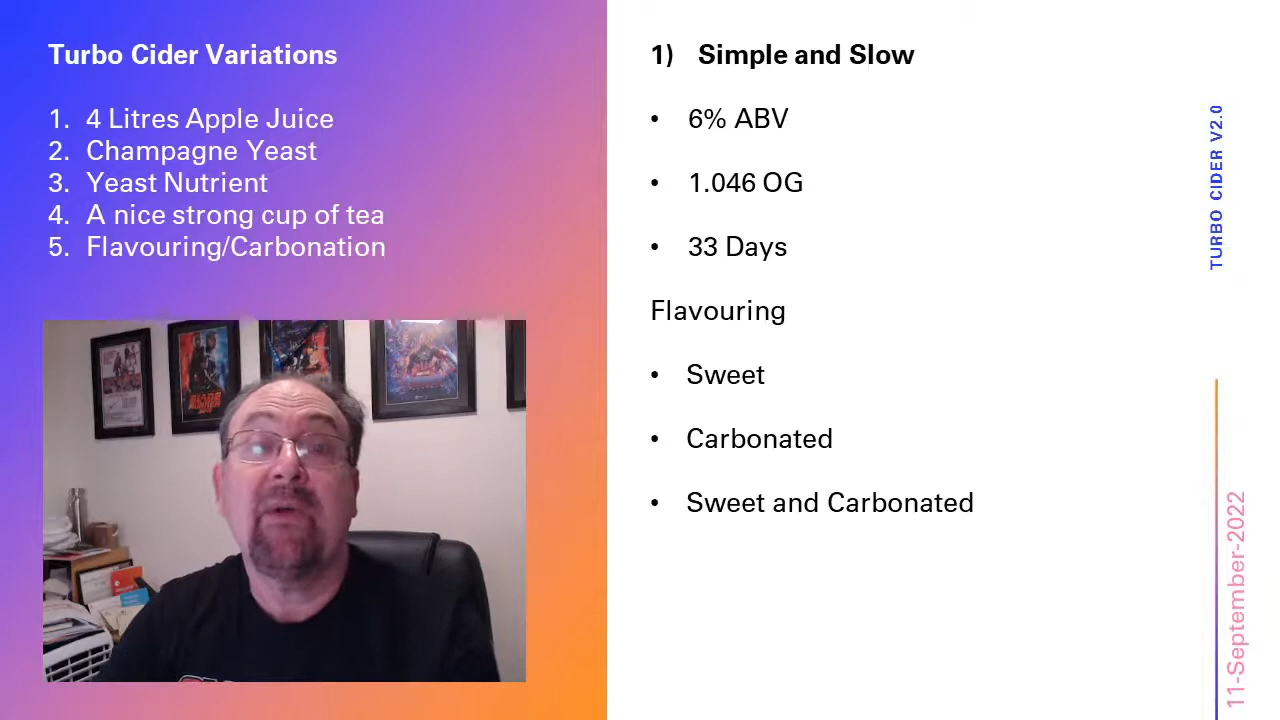 Turbo Cider Variations
1. 4 Litres Apple Juice
2. Champagne Yeast
3. Yeast Nutrient
4. A nice strong cup of tea
5. Flavouring/Carbonation
1) Simple and Slow
• 6% ABV
• 1.046 OG
• 33 Days
Flavouring
• Sweet
• Carbonated
• Sweet and Carbonated
TURBO CIDER V2.0
11-September-2022